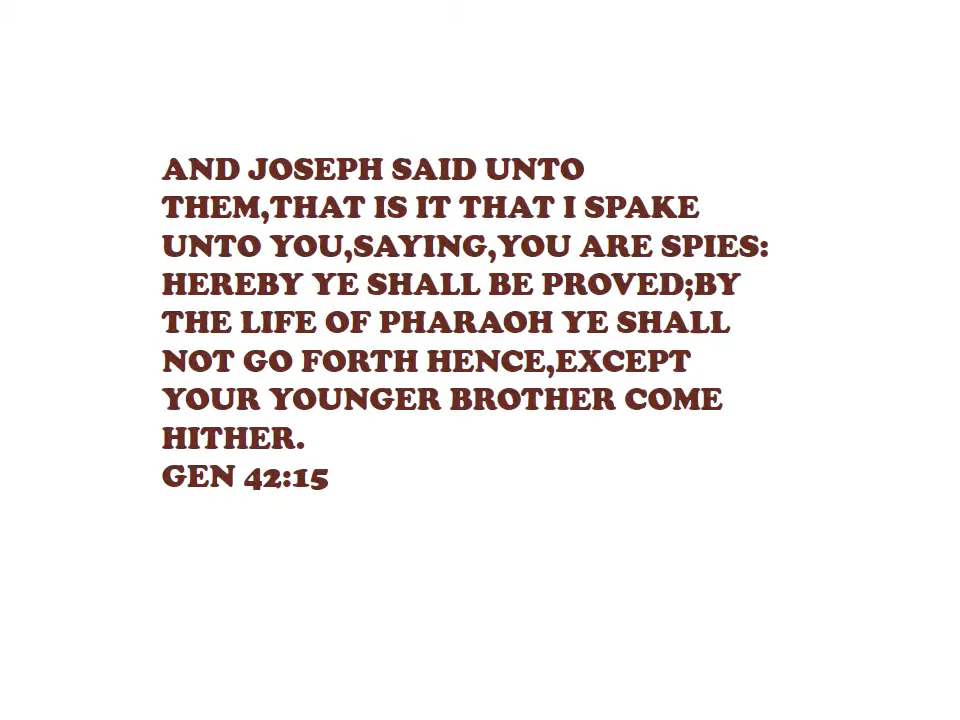 AND JOSEPH SAID UNTO
THEM,THAT IS IT THAT I SPAKE
UNTO YOU,SAYING,YOU ARE SPIES:
HEREBY YE SHALL BE PROVED;BY
THE LIFE OF PHARAOH YE SHALL
NOT GO FORTH HENCE,EXCEPT
YOUR YOUNGER BROTHER COME
HITHER.
GEN 42:15